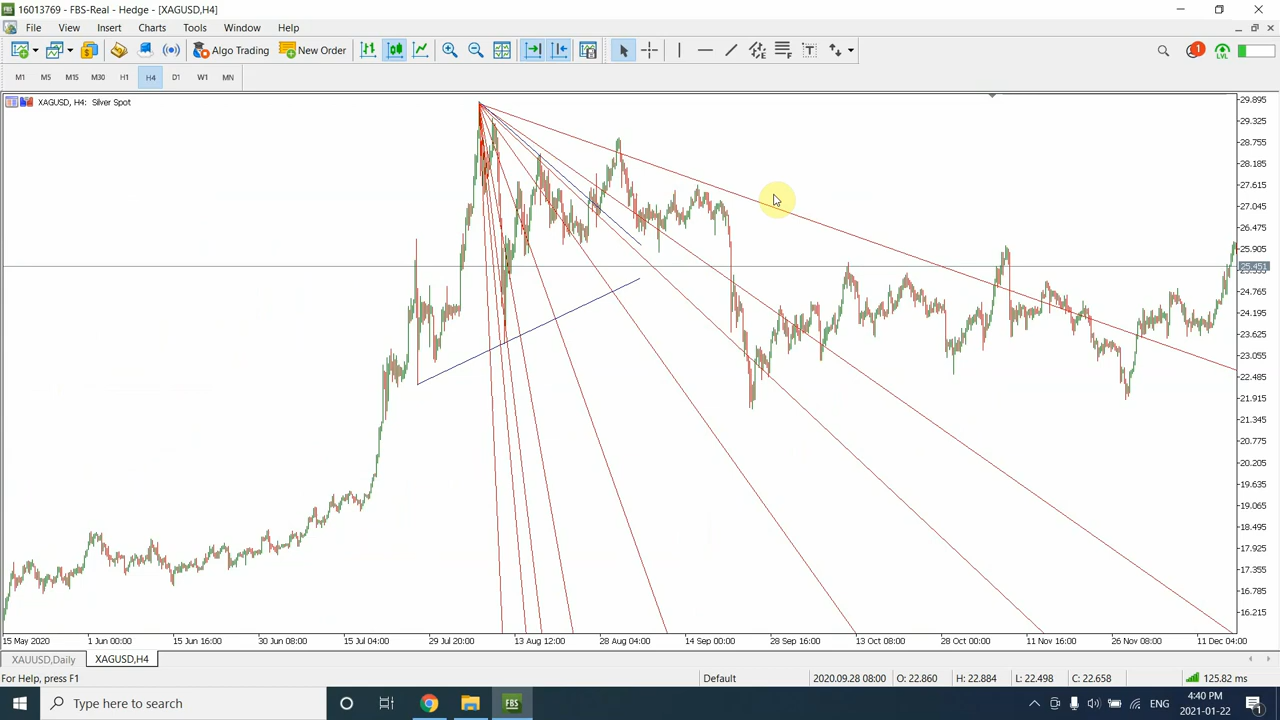 16013769 - FBS-Real - Hedge - [XAGUSD,H4]
File View Insert Charts Tools Window Help
Algo Trading New Order
1
LVL
M1 M5 M15 M30 H1 H4 D1 W1 MN
XAGUSD, H4: Silver Spot
29.895
29.325
28.755
28.185
27.615
27.045
26.475
25.905
25.451
24.765
24.195
23.625
23.055
22.485
21.915
21.345
20.775
20.205
19.635
19.065
18.495
17.925
17.355
16.785
16.215
15 May 2020 1 Jun 00:00 15 Jun 16:00 30 Jun 08:00 15 Jul 04:00 29 Jul 20:00 13 Aug 12:00 28 Aug 04:00 14 Sep 00:00 28 Sep 16:00 13 Oct 08:00 28 Oct 00:00 11 Nov 16:00 26 Nov 08:00 11 Dec 04:00
XAUUSD,Daily XAGUSD,H4
For Help, press F1 Default 2020.09.28 08:00 O: 22.860 H: 22.884 L: 22.498 C: 22.658 125.82 ms
Type here to search FBS ENG 4:40 PM
2021-01-22
1